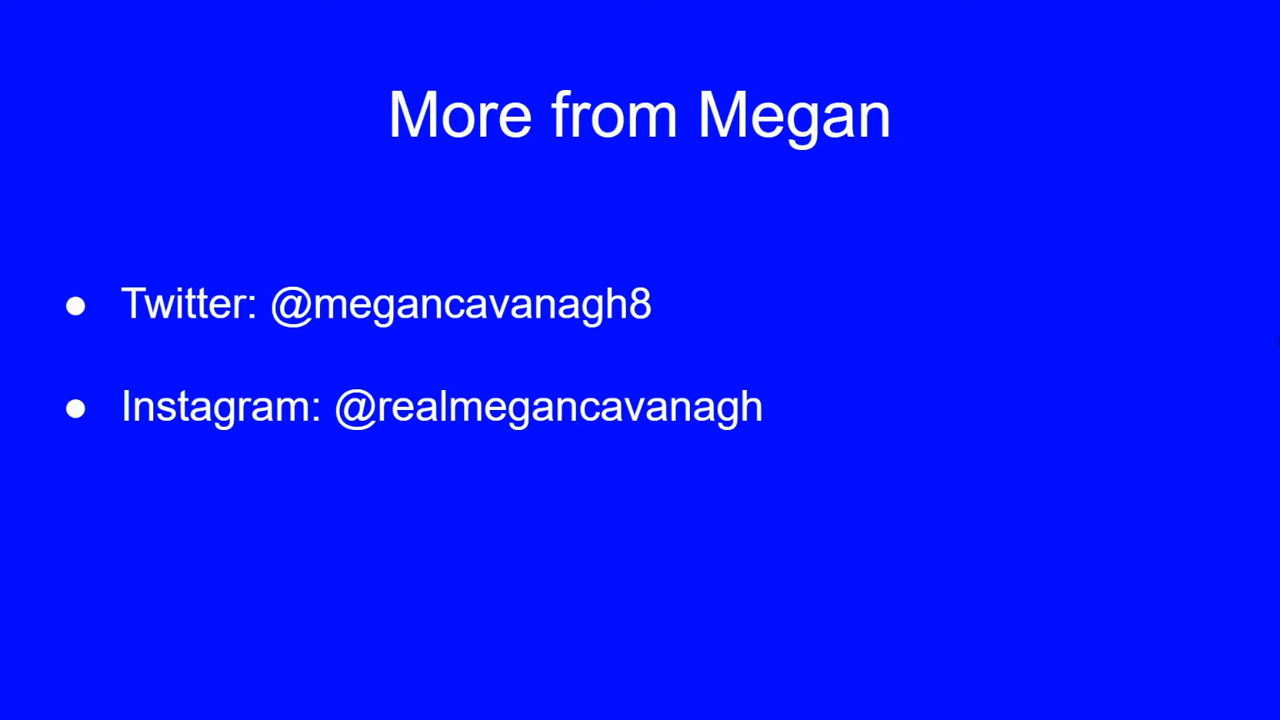 More from Megan
● Twitter: @megancavanagh8
● Instagram: @realmegancavanagh